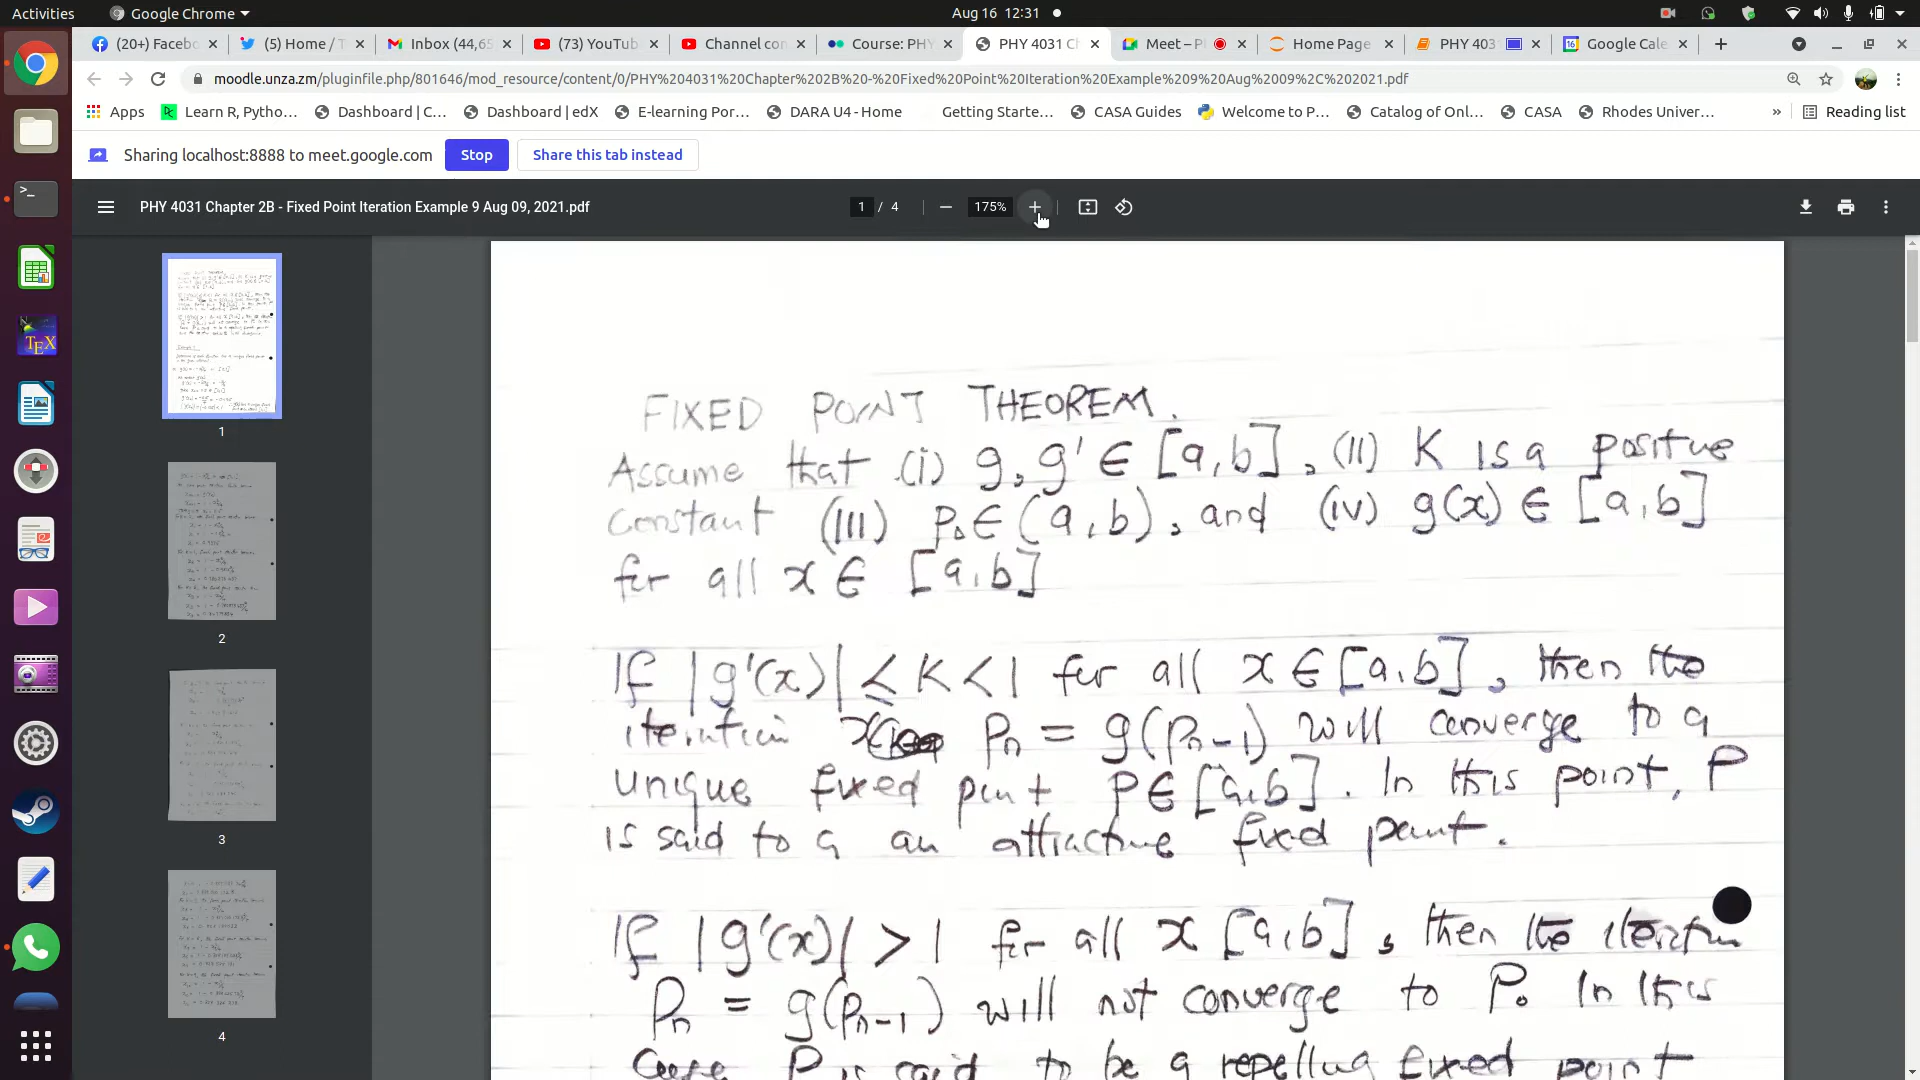 Activities
Google Chrome
Aug 16 12:31
(20+) Facebo
(5) Home / T
Inbox (44,65
(73) YouTub
Channel con
Course: PHY
PHY 4031 Ch
Meet – P
Home Page
PHY 403
Google Cale
moodle.unza.zm/pluginfile.php/801646/mod_resource/content/0/PHY%204031%20Chapter%202B%20-%20Fixed%20Point%20Iteration%20Example%209%20Aug%2009%2C%202021.pdf
Apps
Learn R, Pytho...
Dashboard | C...
Dashboard | edX
E-learning Por...
DARA U4 - Home
Getting Starte...
CASA Guides
Welcome to P...
Catalog of Onl...
CASA
Rhodes Univer...
»
Reading list
Sharing localhost:8888 to meet.google.com
Stop
Share this tab instead
PHY 4031 Chapter 2B - Fixed Point Iteration Example 9 Aug 09, 2021.pdf
1 / 4
175%
1
2
3
4
FIXED POINT THEOREM.
Assume that (i) g, g' ∈ [a,b], (II) K is a positive
constant (III) p₀ ∈ (a,b), and (iv) g(x) ∈ [a,b]
for all x ∈ [a,b]
If |g'(x)| ≤ K < 1 for all x ∈ [a,b], then the
iteration Pn = g(Pn-1) will converge to a
unique fixed point P ∈ [a,b]. In this point, P
is said to a an attractive fixed point.
If |g'(x)| > 1 for all x [a,b], then the iteration
Pn = g(Pn-1) will not converge to P. In this
case P is said to be a repelling fixed point